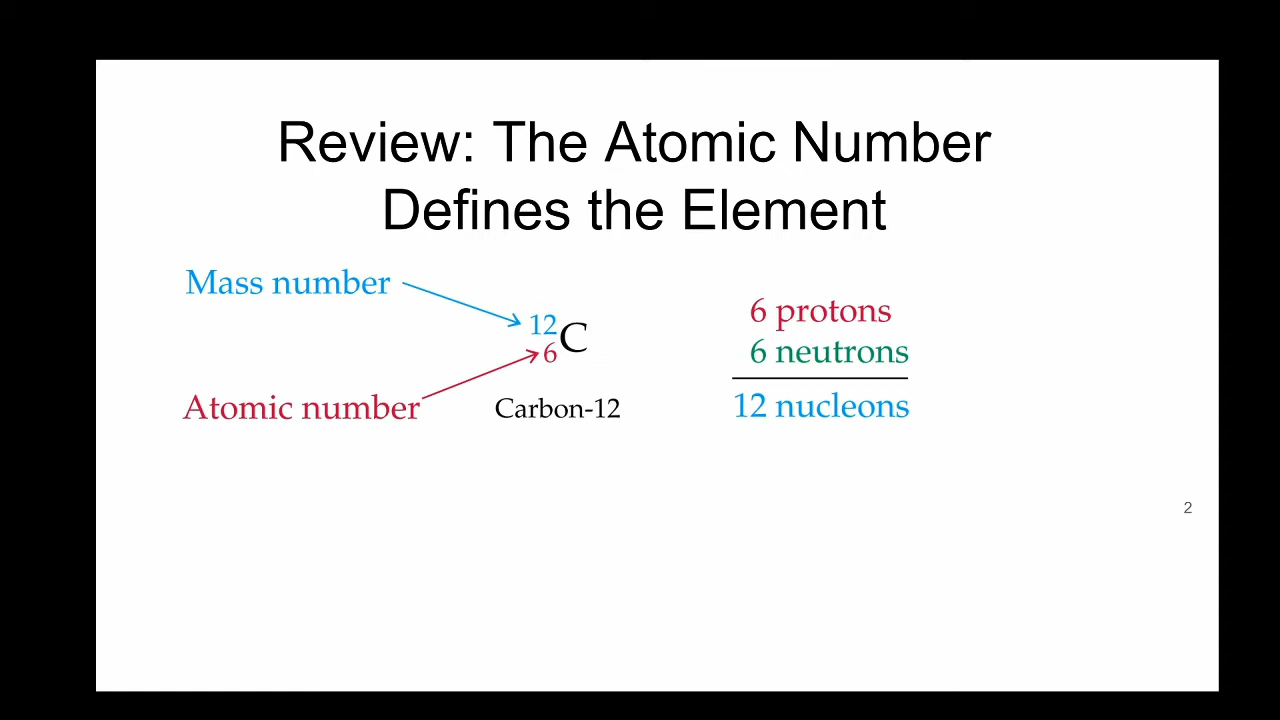 Review: The Atomic Number
Defines the Element
Mass number
12
6
C
Atomic number
Carbon-12
6 protons
6 neutrons
12 nucleons
2